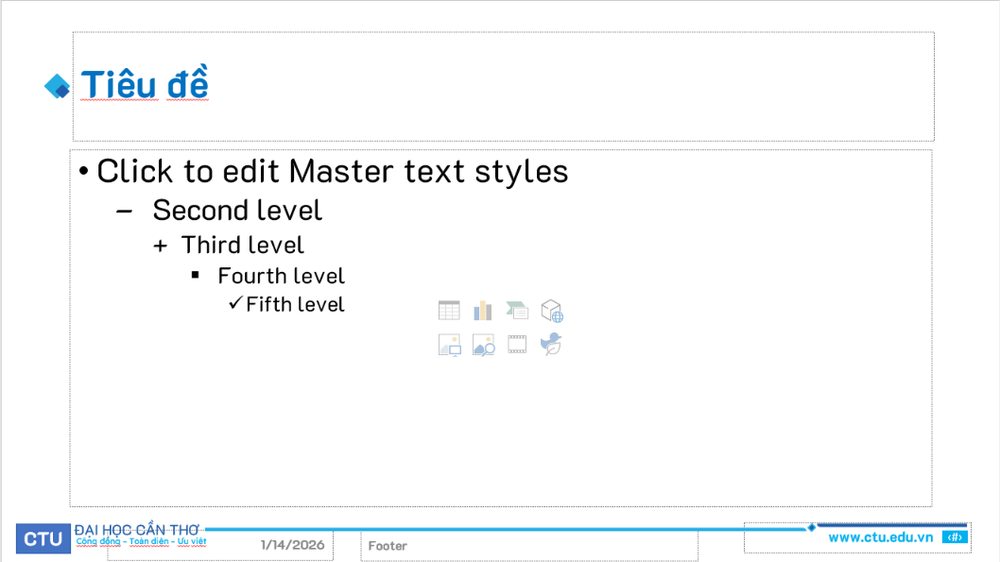 Tiêu đề
• Click to edit Master text styles
– Second level
+ Third level
▪ Fourth level
✓ Fifth level
CTU
ĐẠI HỌC CẦN THƠ
Cộng đồng - Toàn diện - Ưu việt
1/14/2026
Footer
www.ctu.edu.vn
‹#›